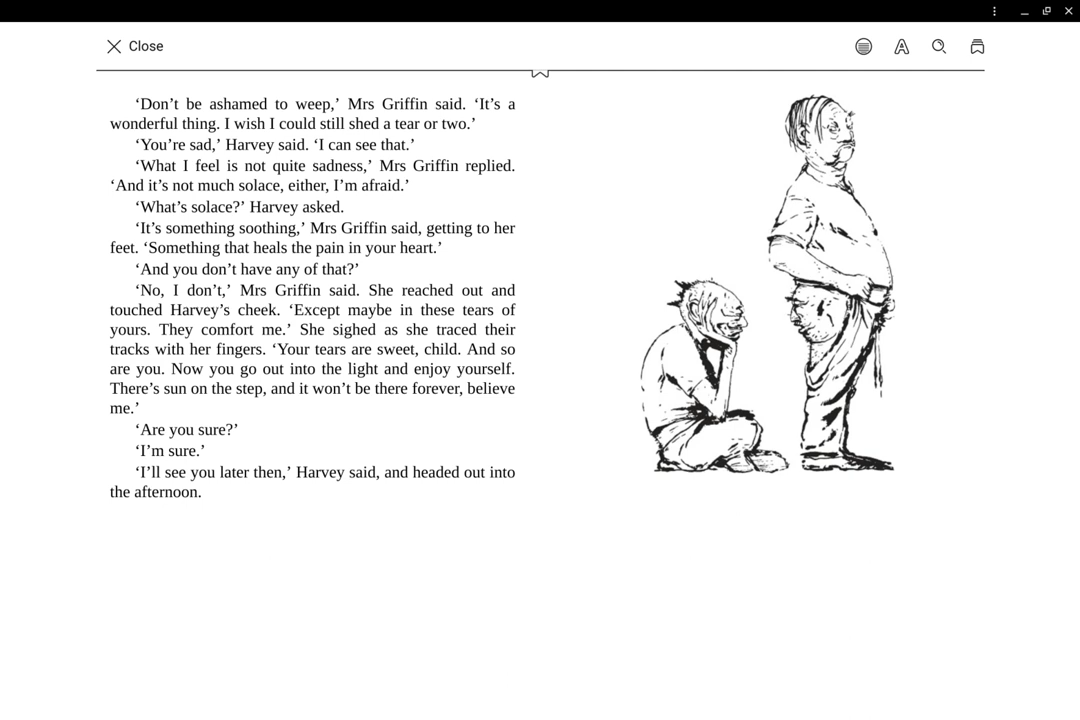 Close
‘Don’t be ashamed to weep,’ Mrs Griffin said. ‘It’s a
wonderful thing. I wish I could still shed a tear or two.’
‘You’re sad,’ Harvey said. ‘I can see that.’
‘What I feel is not quite sadness,’ Mrs Griffin replied.
‘And it’s not much solace, either, I’m afraid.’
‘What’s solace?’ Harvey asked.
‘It’s something soothing,’ Mrs Griffin said, getting to her
feet. ‘Something that heals the pain in your heart.’
‘And you don’t have any of that?’
‘No, I don’t,’ Mrs Griffin said. She reached out and
touched Harvey’s cheek. ‘Except maybe in these tears of
yours. They comfort me.’ She sighed as she traced their
tracks with her fingers. ‘Your tears are sweet, child. And so
are you. Now you go out into the light and enjoy yourself.
There’s sun on the step, and it won’t be there forever, believe
me.’
‘Are you sure?’
‘I’m sure.’
‘I’ll see you later then,’ Harvey said, and headed out into
the afternoon.